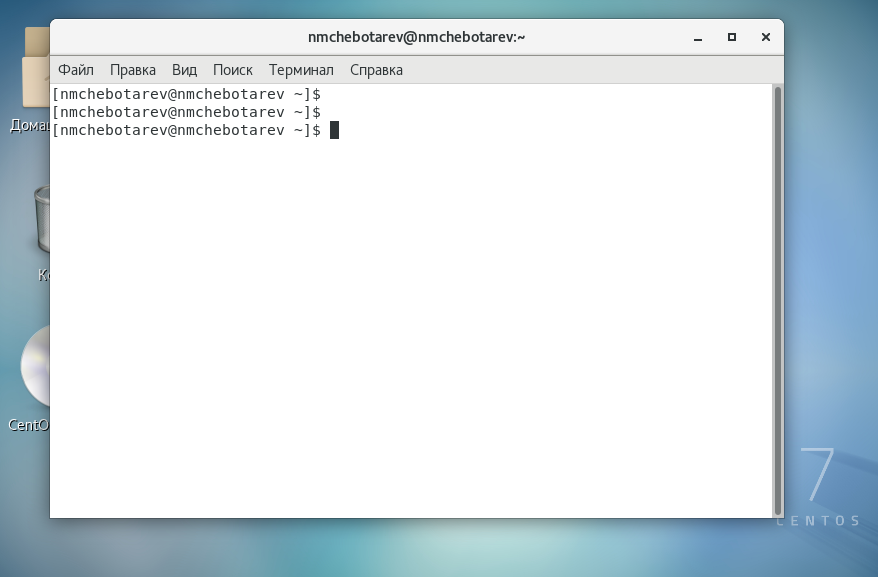 nmchebotarev@nmchebotarev:~
Файл Правка Вид Поиск Терминал Справка
[nmchebotarev@nmchebotarev ~]$
[nmchebotarev@nmchebotarev ~]$
[nmchebotarev@nmchebotarev ~]$
7
CENTOS